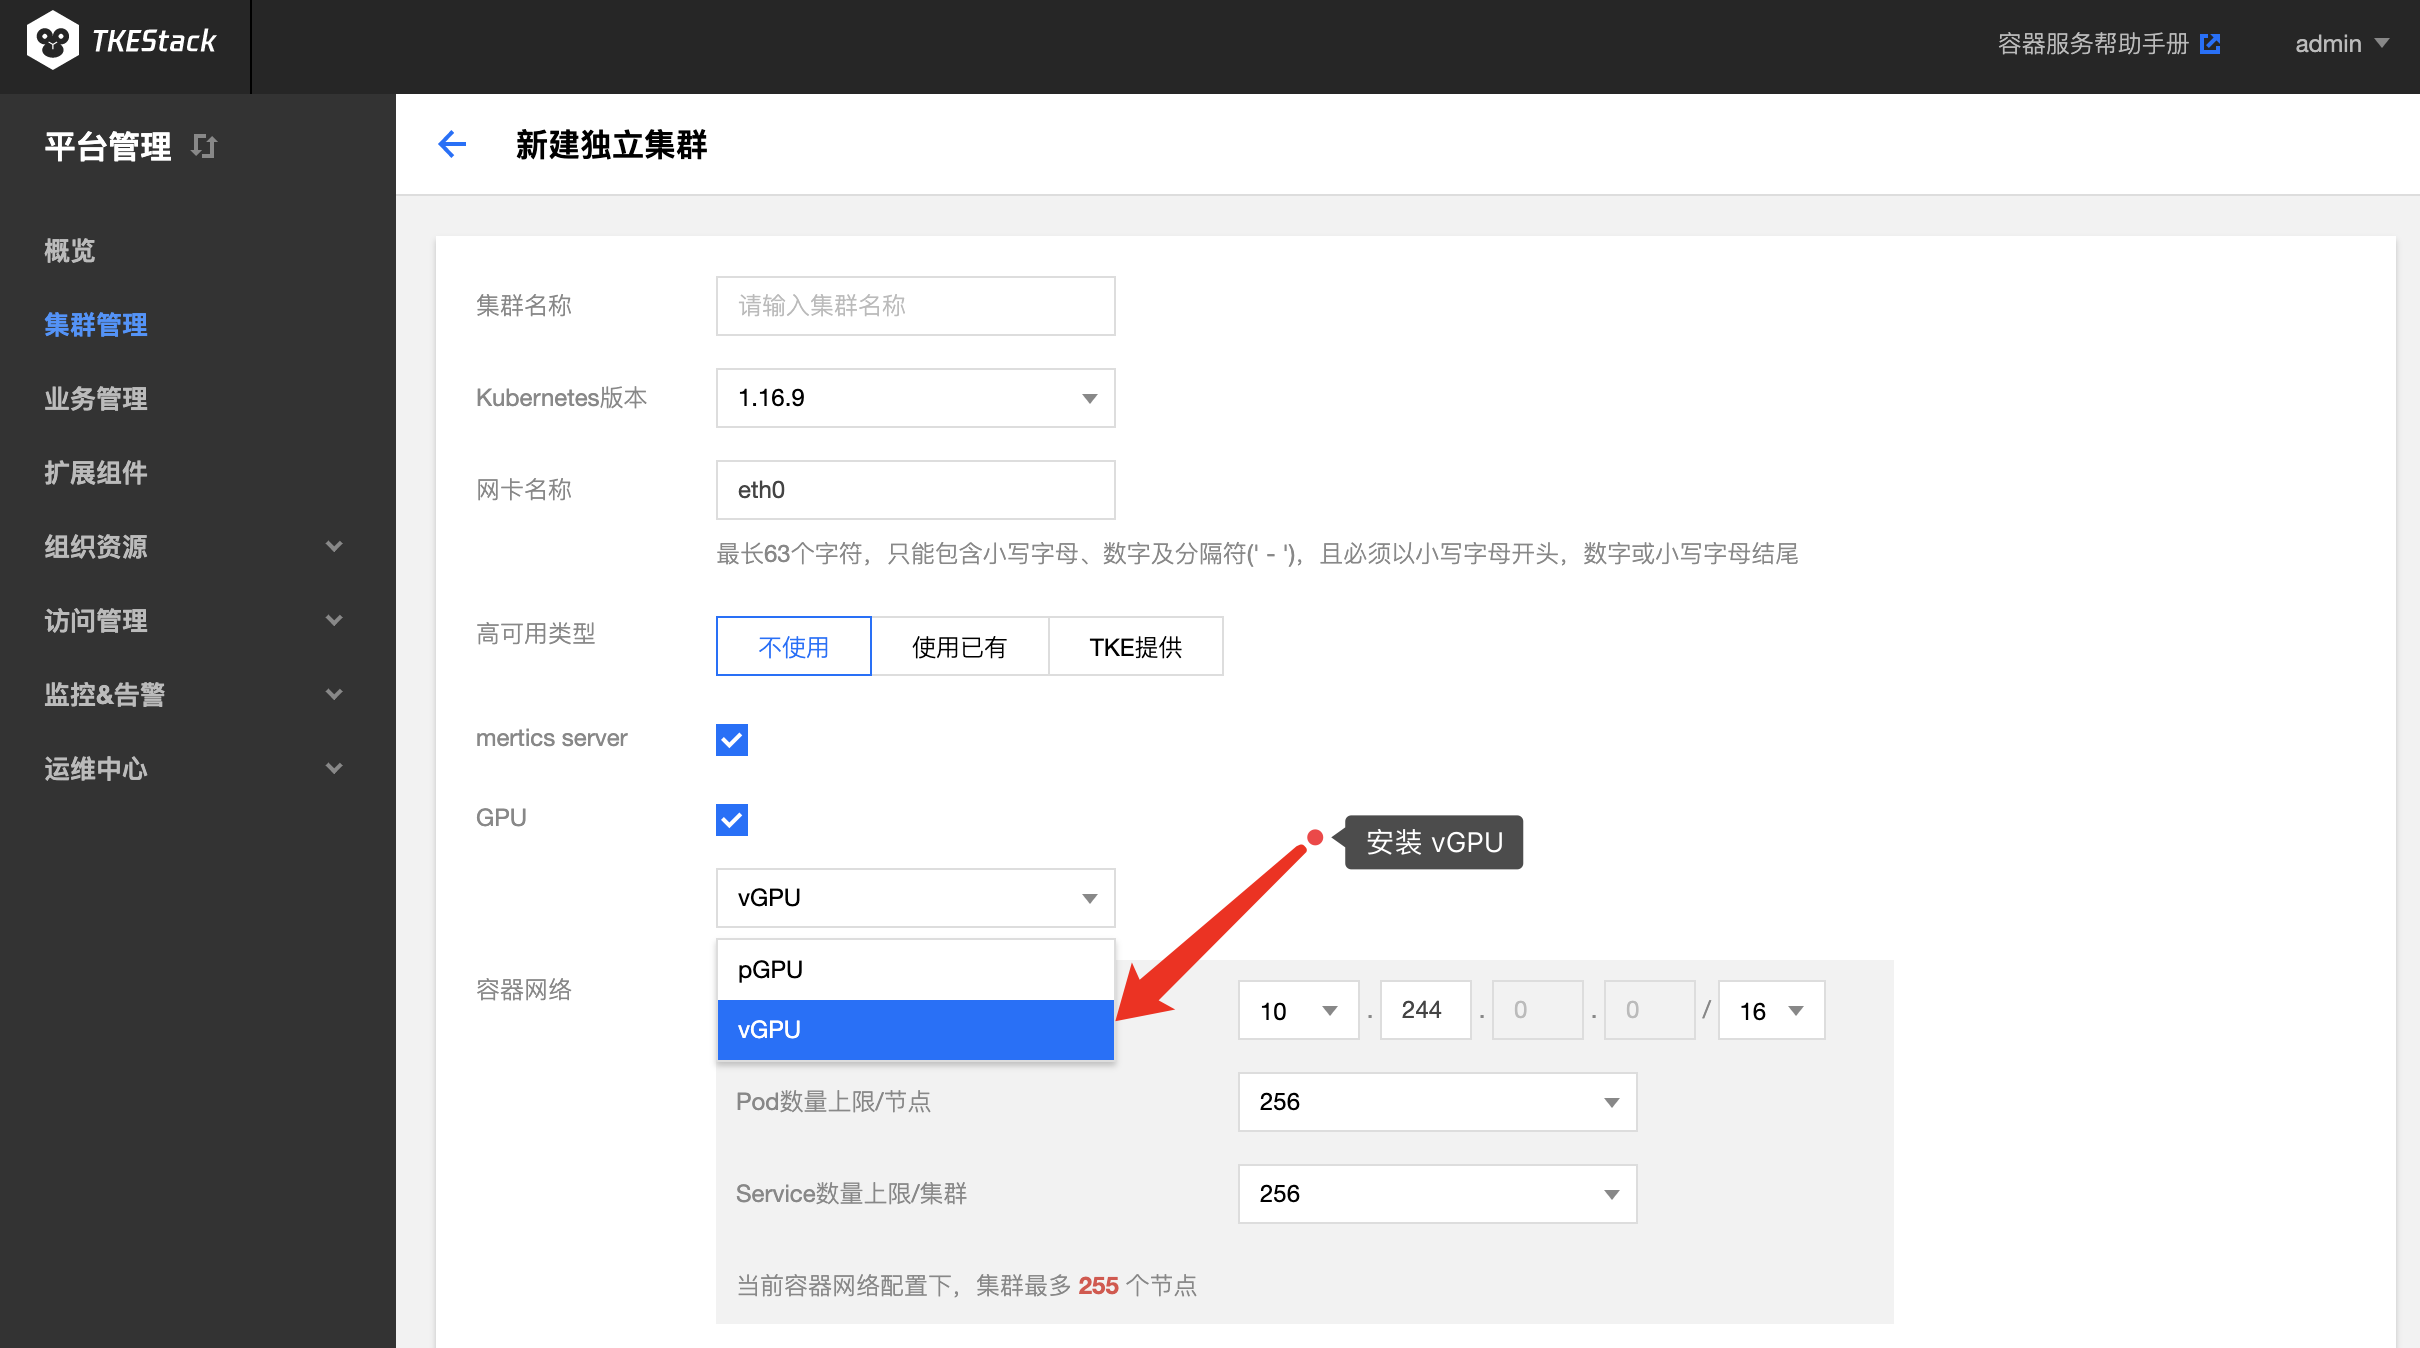 TKEStack
容器服务帮助手册
admin
平台管理
新建独立集群
概览
集群管理
业务管理
扩展组件
组织资源
访问管理
监控&告警
运维中心
集群名称
请输入集群名称
Kubernetes版本
1.16.9
网卡名称
eth0
最长63个字符，只能包含小写字母、数字及分隔符(' - ')，且必须以小写字母开头，数字或小写字母结尾
高可用类型
不使用 使用已有 TKE提供
mertics server
GPU
安装 vGPU
vGPU
pGPU
vGPU
容器网络
10 . 244 . 0 . 0 / 16
Pod数量上限/节点
256
Service数量上限/集群
256
当前容器网络配置下，集群最多 255 个节点